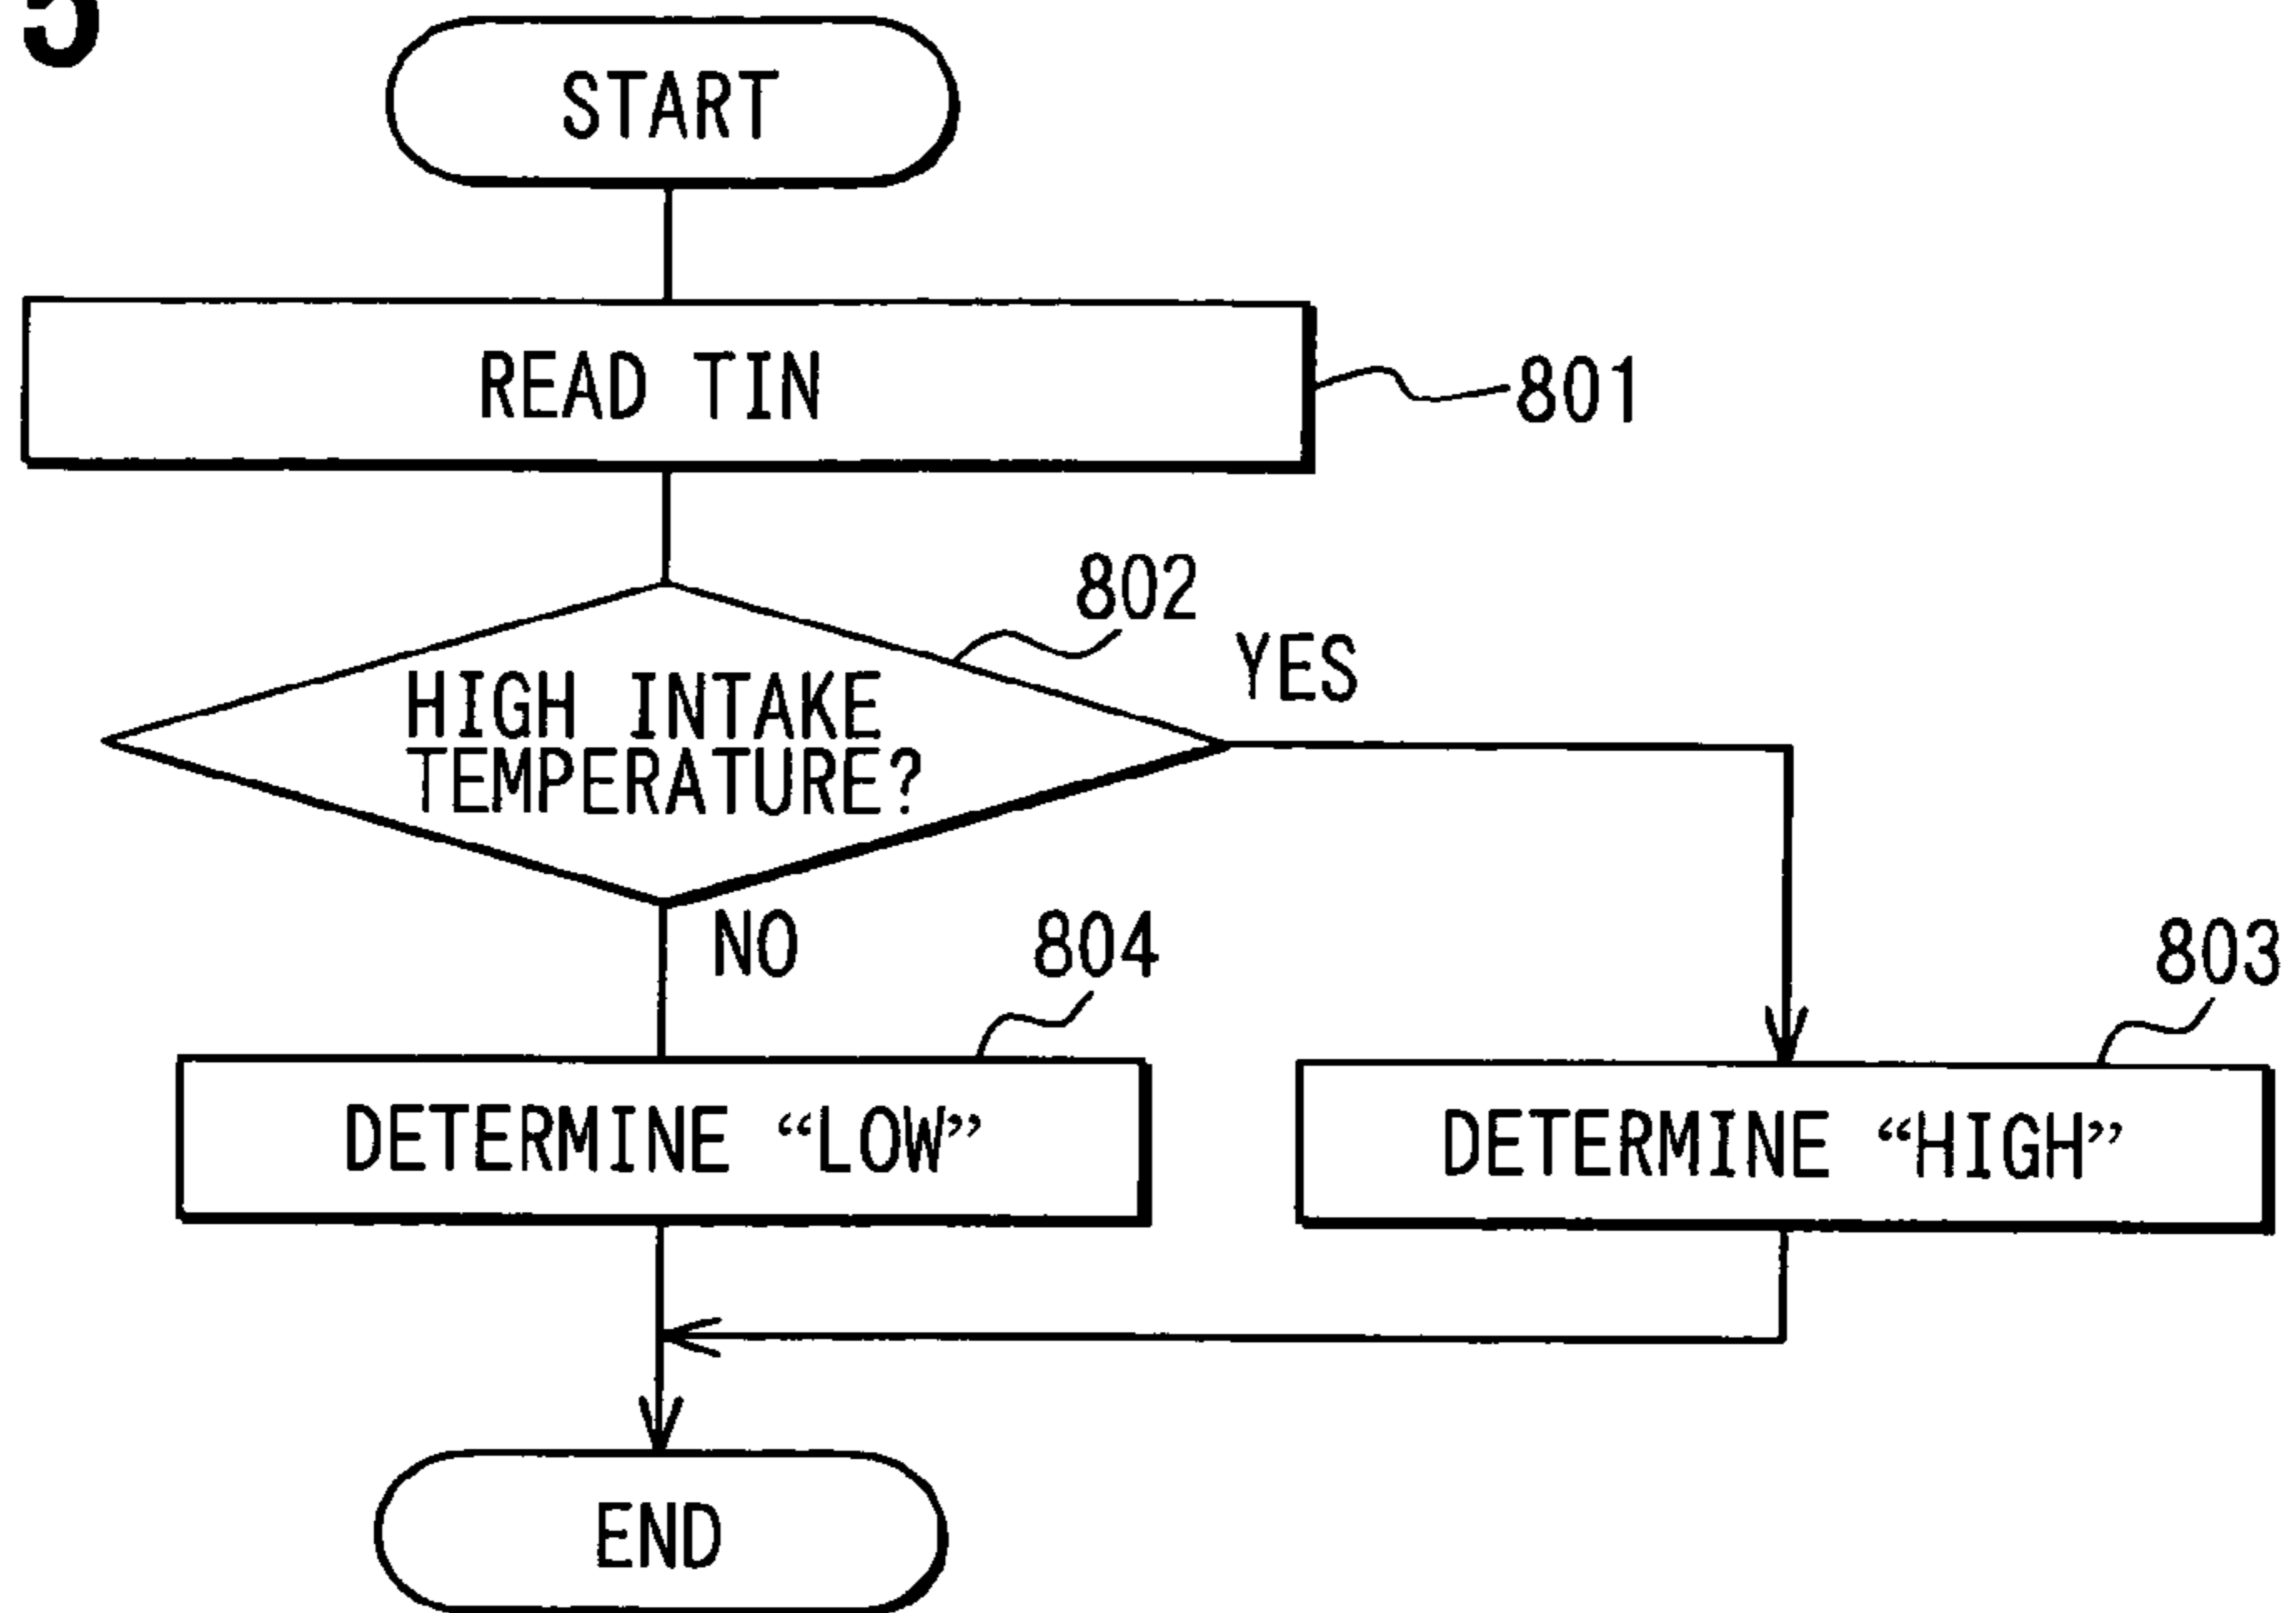 START
READ TIN
801
802
YES
HIGH INTAKE
TEMPERATURE?
NO
804
803
DETERMINE “LOW”
DETERMINE “HIGH”
END